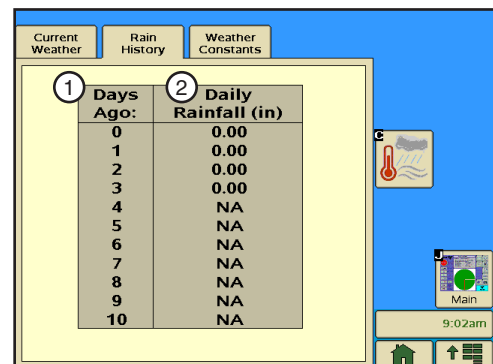 Current Weather
Rain History
Weather Constants
1 Days Ago:
2 Daily Rainfall (in)
0 0.00
1 0.00
2 0.00
3 0.00
4 NA
5 NA
6 NA
7 NA
8 NA
9 NA
10 NA
C
J
Main
9:02am